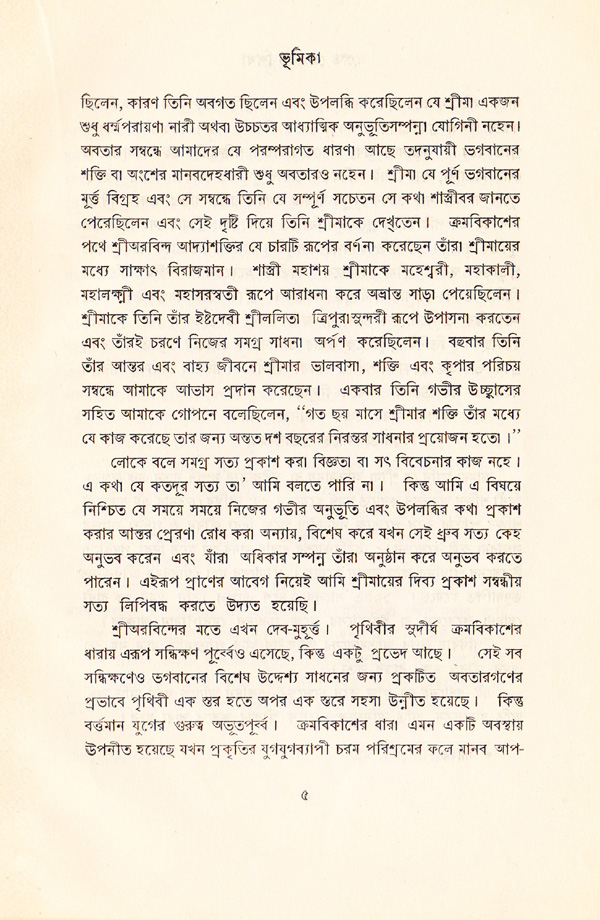 ভূমিকা
ছিলেন, কারণ তিনি অবগত ছিলেন এবং উপলব্ধি করেছিলেন যে শ্রীমা একজন
শুধু ধর্ম্মপরায়ণা নারী অথবা উচচতর আধ্যাত্মিক অনুভূতিসম্পন্না যোগিনী নহেন।
অবতার সম্বন্ধে আমাদের যে পরম্পরাগত ধারণা আছে তদনুযায়ী ভগবানের
শক্তি বা অংশের মানবদেহধারী শুধু অবতারও নহেন। শ্রীমা যে পূর্ণ ভগবানের
মূর্ত্ত বিগ্রহ এবং সে সম্বন্ধে তিনি যে সম্পূর্ণ সচেতন সে কথা শাস্ত্রীবর জানতে
পেরেছিলেন এবং সেই দৃষ্টি দিয়ে তিনি শ্রীমাকে দেখ্‌তেন। ক্রমবিকাশের
পথে শ্রীঅরবিন্দ আদ্যাশক্তির যে চারটি রূপের বর্ণনা করেছেন তাঁরা শ্রীমায়ের
মধ্যে সাক্ষাৎ বিরাজমান। শাস্ত্রী মহাশয় শ্রীমাকে মহেশ্বরী, মহাকালী,
মহালক্ষ্মী এবং মহাসরস্বতী রূপে আরাধনা করে অভ্রান্ত সাড়া পেয়েছিলেন।
শ্রীমাকে তিনি তাঁর ইষ্টদেবী শ্রীললিতা ত্রিপুরাসুন্দরী রূপে উপাসনা করতেন
এবং তাঁরই চরণে নিজের সমগ্র সাধনা অর্পণ করেছিলেন। বহুবার তিনি
তাঁর আন্তর এবং বাহ্য জীবনে শ্রীমার ভালবাসা, শক্তি এবং কৃপার পরিচয়
সম্বন্ধে আমাকে আভাস প্রদান করেছেন। একবার তিনি গভীর উচ্ছ্বাসের
সহিত আমাকে গোপনে বলেছিলেন, “গত ছয় মাসে শ্রীমার শক্তি তাঁর মধ্যে
যে কাজ করেছে তার জন্য অন্তত দশ বছরের নিরন্তর সাধনার প্রয়োজন হতো।”
লোকে বলে সমগ্র সত্য প্রকাশ করা বিজ্ঞতা বা সৎ বিবেচনার কাজ নহে।
এ কথা যে কতদূর সত্য তা’ আমি বলতে পারি না। কিন্তু আমি এ বিষয়ে
নিশ্চিত যে সময়ে সময়ে নিজের গভীর অনুভূতি এবং উপলব্ধির কথা প্রকাশ
করার আন্তর প্রেরণা রোধ করা অন্যায়, বিশেষ করে যখন সেই ধ্রুব সত্য কেহ
অনুভব করেন এবং যাঁরা অধিকার সম্পন্ন তাঁরা অনুষ্ঠান করে অনুভব করতে
পারেন। এইরূপ প্রাণের আবেগ নিয়েই আমি শ্রীমায়ের দিব্য প্রকাশ সম্বন্ধীয়
সত্য লিপিবদ্ধ করতে উদ্যত হয়েছি।
শ্রীঅরবিন্দের মতে এখন দেব-মুহূর্ত্ত। পৃথিবীর সুদীর্ঘ ক্রমবিকাশের
ধারায় এরূপ সন্ধিক্ষণ পূর্ব্বেও এসেছে, কিন্তু একটু প্রভেদ আছে। সেই সব
সন্ধিক্ষণেও ভগবানের বিশেষ উদ্দেশ্য সাধনের জন্য প্রকটিত অবতারগণের
প্রভাবে পৃথিবী এক স্তর হতে অপর এক স্তরে সহসা উন্নীত হয়েছে। কিন্তু
বর্ত্তমান যুগের গুরুত্ব অভূতপূর্ব্ব। ক্রমবিকাশের ধারা এমন একটি অবস্থায়
উপনীত হয়েছে যখন প্রকৃতির যুগযুগব্যাপী চরম পরিশ্রমের ফলে মানব আপ-
৫